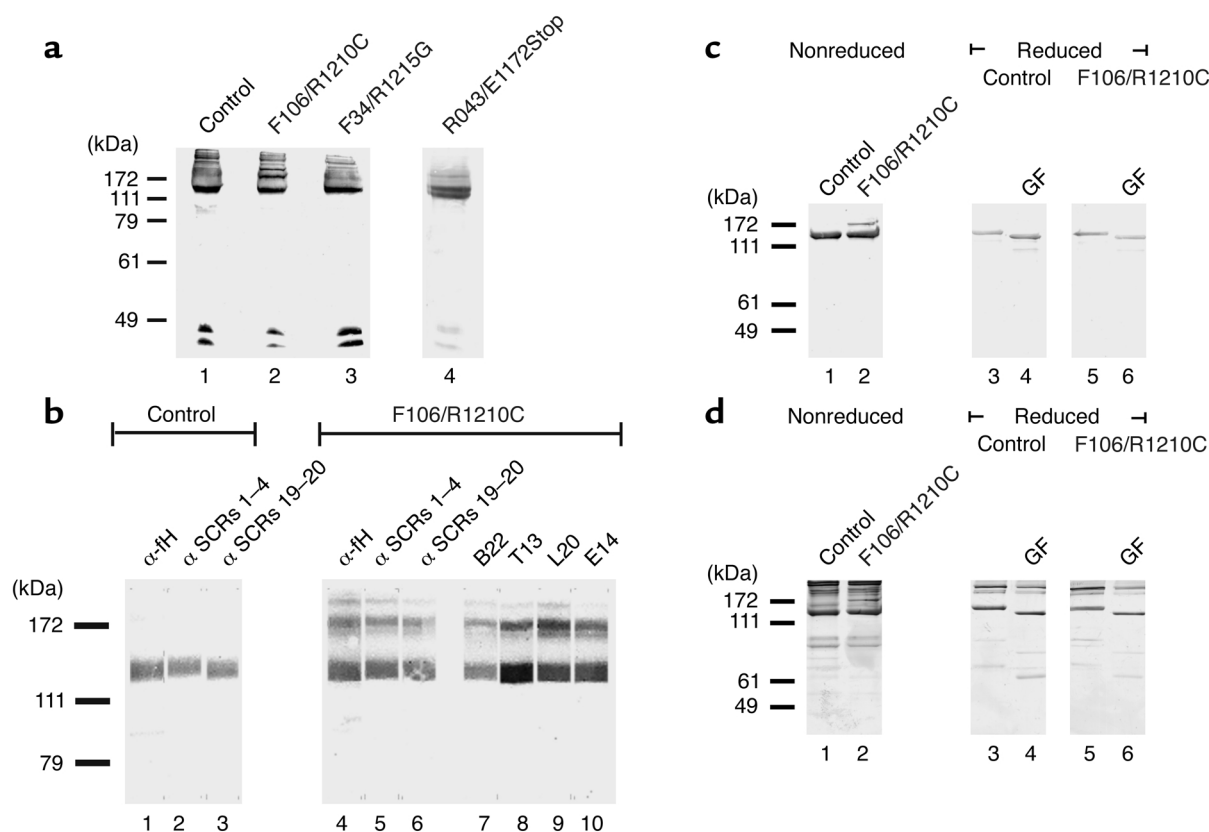 a
Control
F106/R1210C
F34/R1215G
R043/E1172Stop
(kDa)
172
111
79
61
49
1 2 3 4
b
Control
F106/R1210C
α-fH
α SCRs 1–4
α SCRs 19–20
α-fH
α SCRs 1–4
α SCRs 19–20
B22
T13
L20
E14
(kDa)
172
111
79
1 2 3 4 5 6 7 8 9 10
c
Nonreduced
Reduced
Control F106/R1210C
Control
F106/R1210C
GF
GF
(kDa)
172
111
61
49
1 2 3 4 5 6
d
Nonreduced
Reduced
Control F106/R1210C
Control
F106/R1210C
GF
GF
(kDa)
172
111
61
49
1 2 3 4 5 6